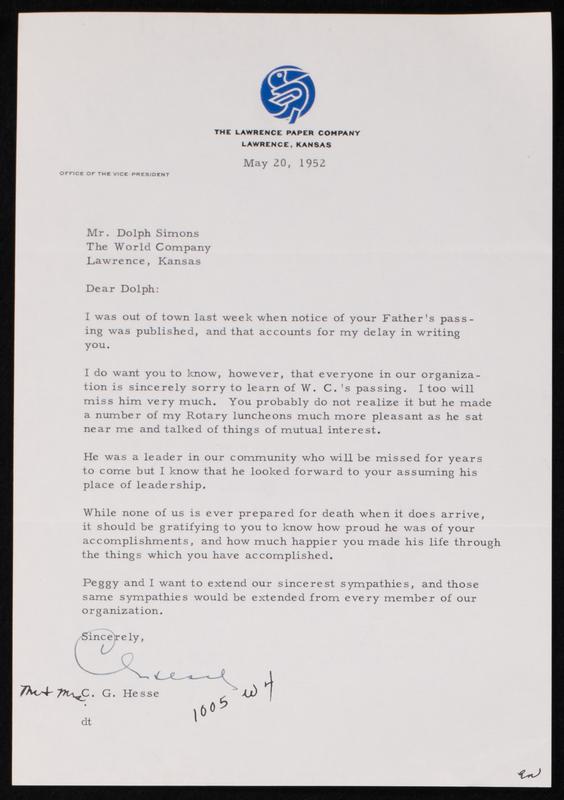 THE LAWRENCE PAPER COMPANY
LAWRENCE, KANSAS
May 20, 1952
OFFICE OF THE VICE-PRESIDENT
Mr. Dolph Simons
The World Company
Lawrence, Kansas
Dear Dolph:
I was out of town last week when notice of your Father's pass-
ing was published, and that accounts for my delay in writing
you.
I do want you to know, however, that everyone in our organiza-
tion is sincerely sorry to learn of W. C.'s passing. I too will
miss him very much. You probably do not realize it but he made
a number of my Rotary luncheons much more pleasant as he sat
near me and talked of things of mutual interest.
He was a leader in our community who will be missed for years
to come but I know that he looked forward to your assuming his
place of leadership.
While none of us is ever prepared for death when it does arrive,
it should be gratifying to you to know how proud he was of your
accomplishments, and how much happier you made his life through
the things which you have accomplished.
Peggy and I want to extend our sincerest sympathies, and those
same sympathies would be extended from every member of our
organization.
Sincerely,
Mr + Mrs. C. G. Hesse
1005 W 4
dt